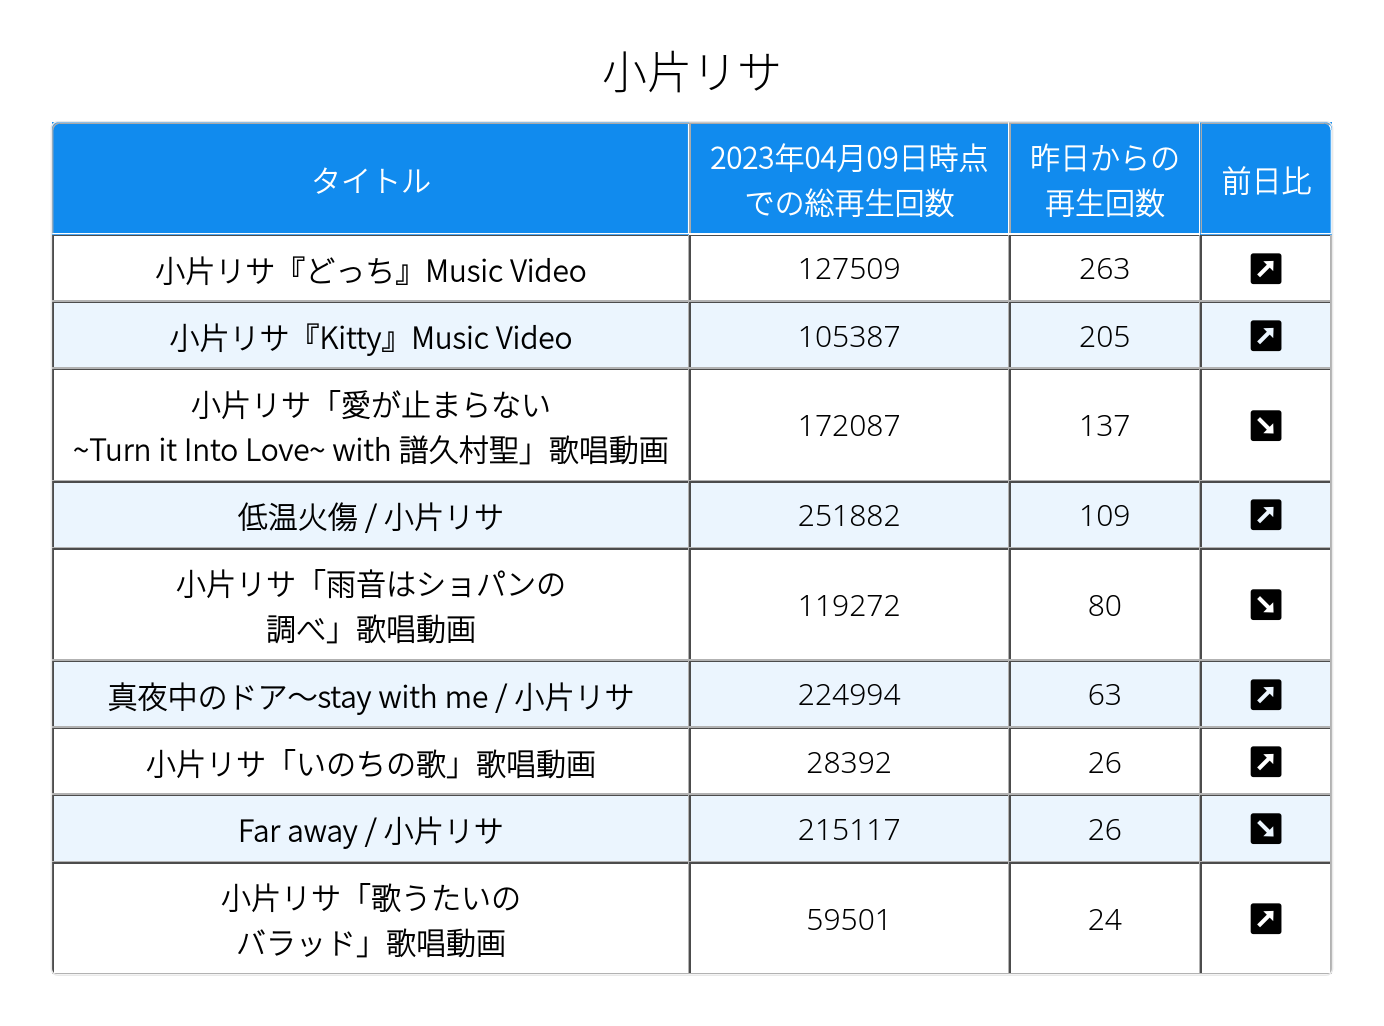 小片リサ
タイトル
2023年04月09日時点
での総再生回数
昨日からの
再生回数
前日比
小片リサ『どっち』Music Video
127509
263
小片リサ『Kitty』Music Video
105387
205
小片リサ「愛が止まらない
~Turn it Into Love~ with 譜久村聖」歌唱動画
172087
137
低温火傷 / 小片リサ
251882
109
小片リサ「雨音はショパンの
調べ」歌唱動画
119272
80
真夜中のドア〜stay with me / 小片リサ
224994
63
小片リサ「いのちの歌」歌唱動画
28392
26
Far away / 小片リサ
215117
26
小片リサ「歌うたいの
バラッド」歌唱動画
59501
24